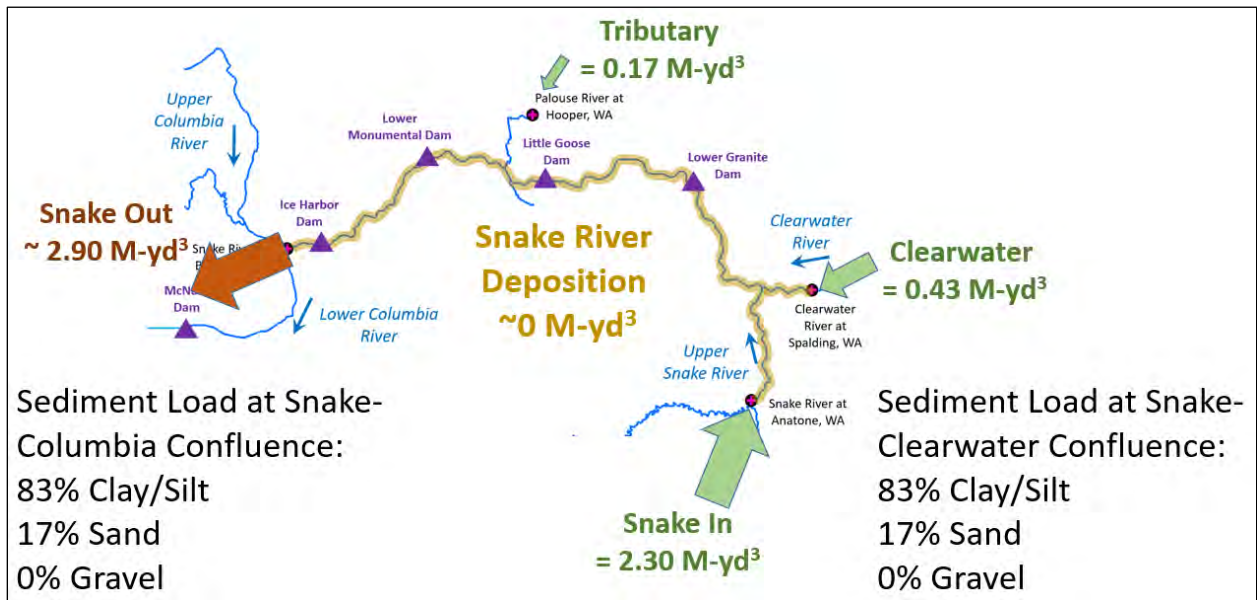 Tributary
= 0.17 M-yd³
Palouse River at
Hooper, WA
Upper
Columbia
River
Lower
Monumental Dam
Little Goose
Dam
Lower Granite
Dam
Snake Out
~ 2.90 M-yd³
Ice Harbor
Dam
Snake River
Deposition
~0 M-yd³
Clearwater
River
Clearwater
= 0.43 M-yd³
Clearwater
River at
Spalding, WA
Dam
Lower Columbia
River
Upper
Snake River
Snake River at
Anatone, WA
Snake In
= 2.30 M-yd³
Sediment Load at Snake-
Columbia Confluence:
83% Clay/Silt
17% Sand
0% Gravel
Sediment Load at Snake-
Clearwater Confluence:
83% Clay/Silt
17% Sand
0% Gravel